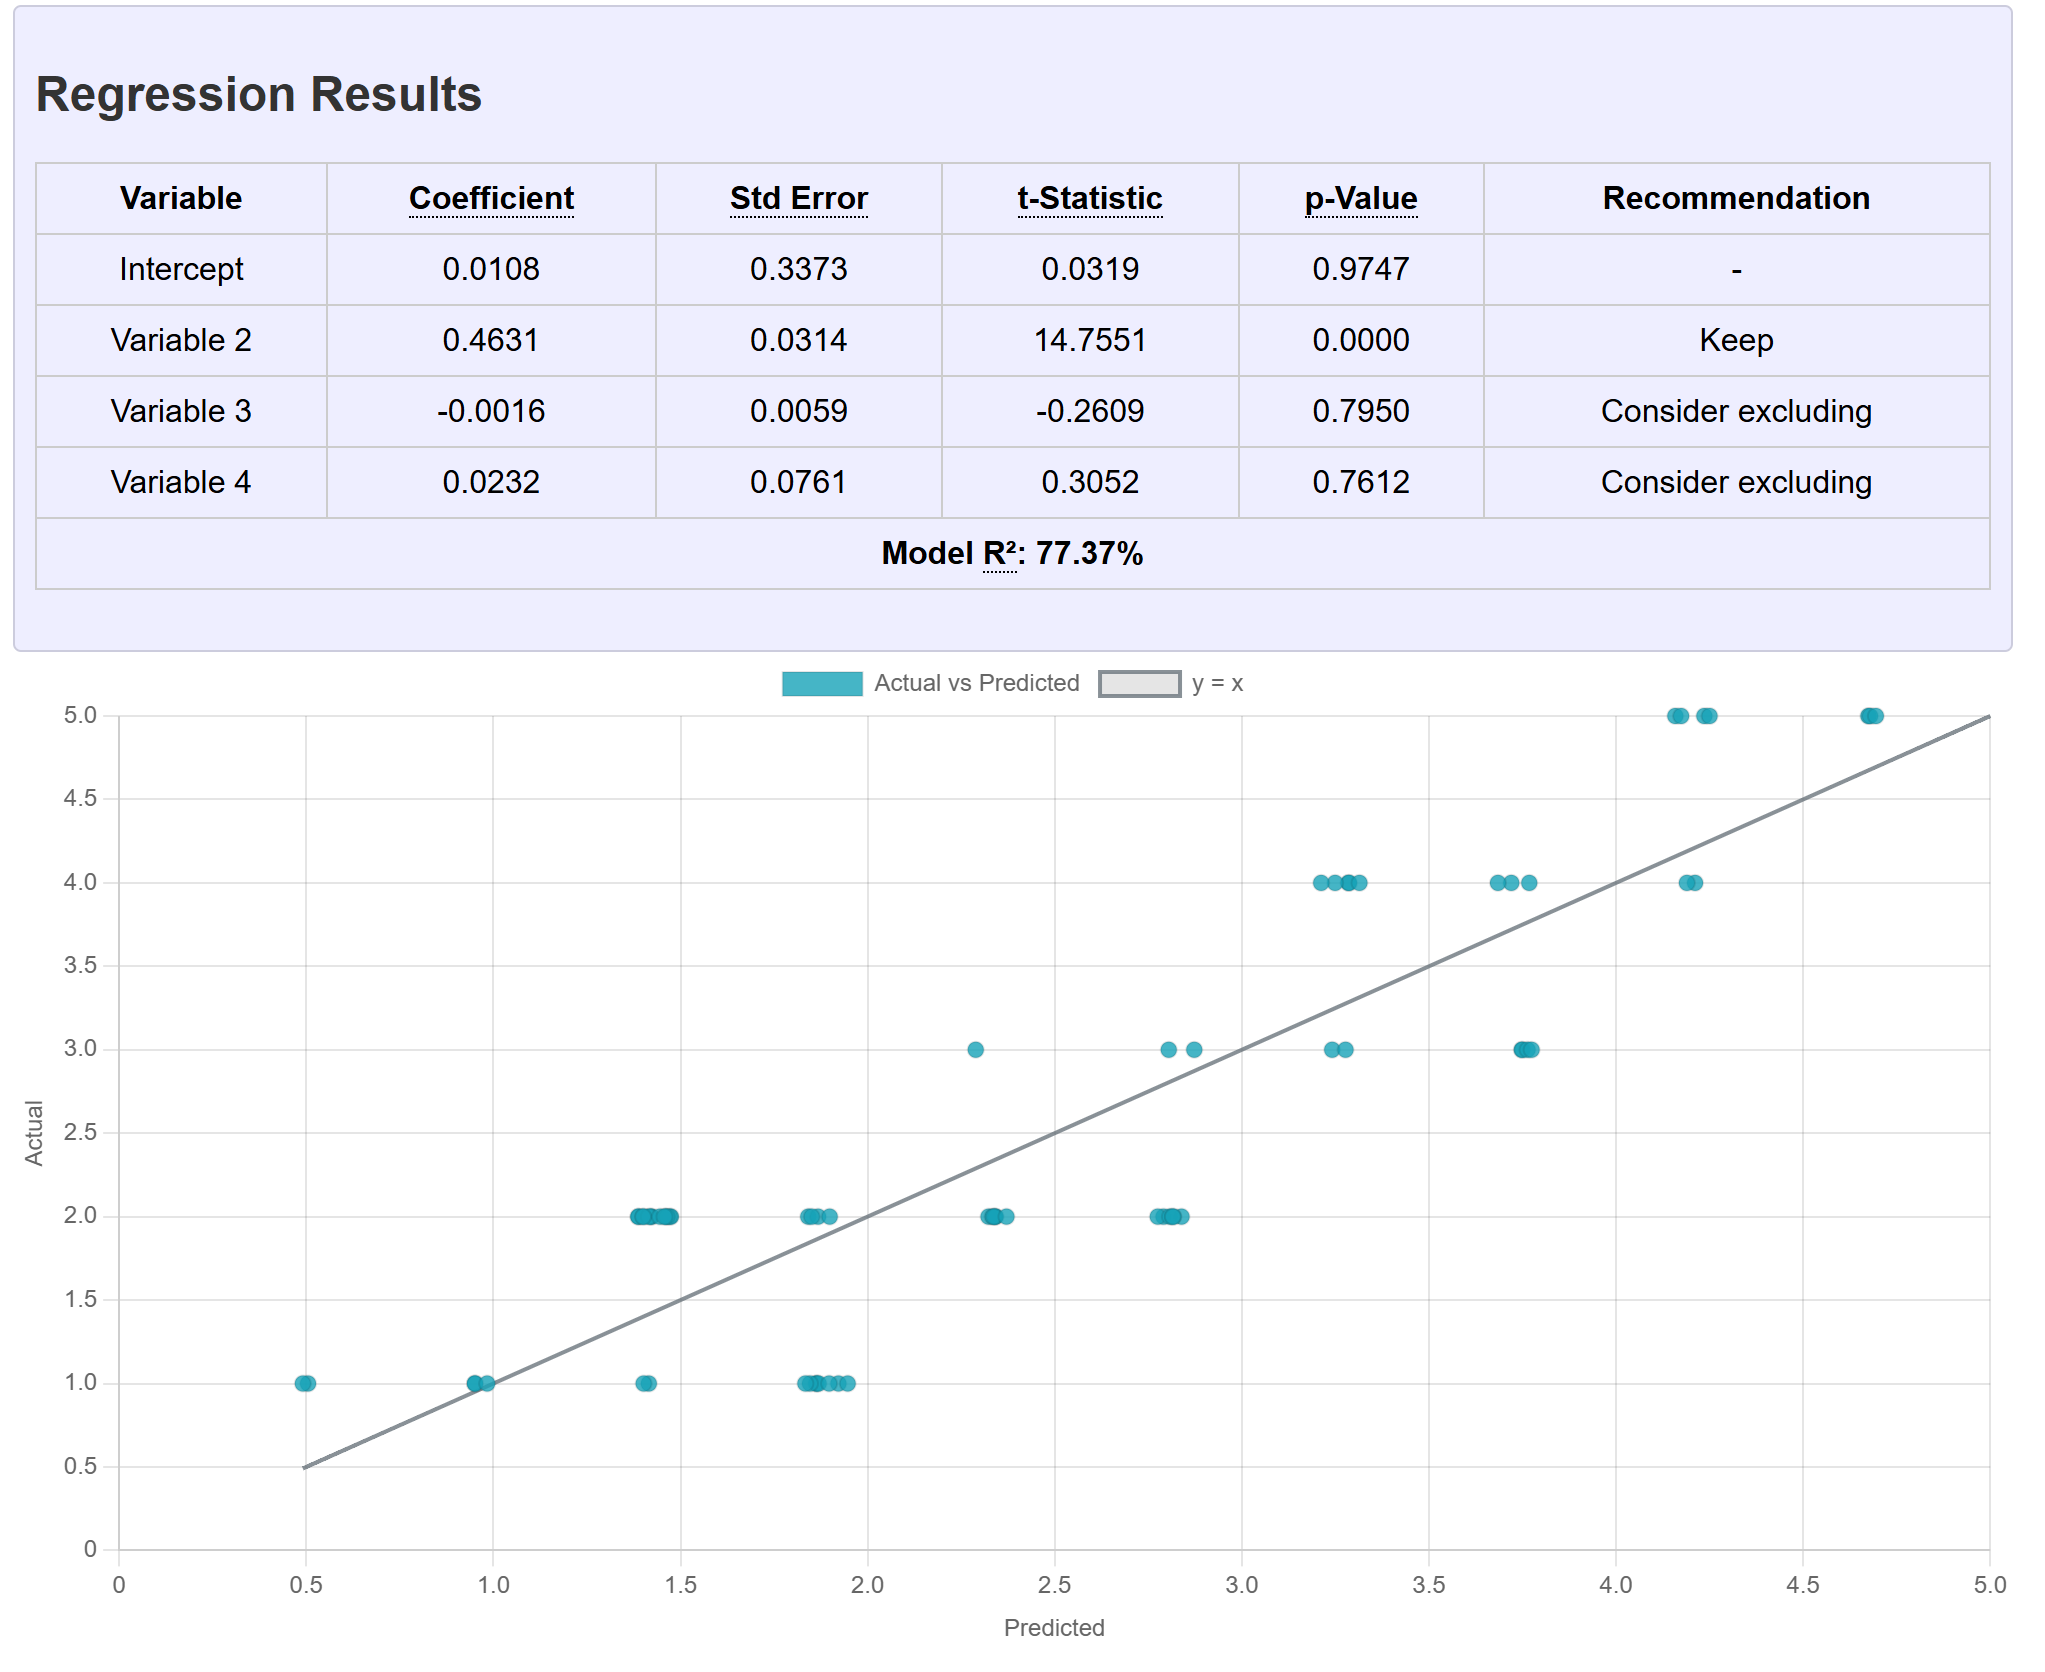 Regression Results
Variable Coefficient Std Error t-Statistic p-Value Recommendation
Intercept 0.0108 0.3373 0.0319 0.9747 -
Variable 2 0.4631 0.0314 14.7551 0.0000 Keep
Variable 3 -0.0016 0.0059 -0.2609 0.7950 Consider excluding
Variable 4 0.0232 0.0761 0.3052 0.7612 Consider excluding
Model R²: 77.37%
Actual vs Predicted y = x
5.0
4.5
4.0
3.5
3.0
2.5
2.0
1.5
1.0
0.5
0
Actual
0 0.5 1.0 1.5 2.0 2.5 3.0 3.5 4.0 4.5 5.0
Predicted